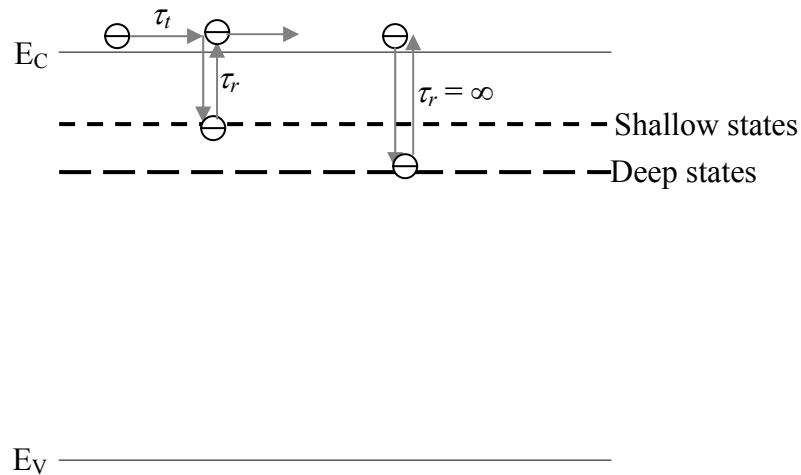 τt
EC
τr
τr = ∞
Shallow states
Deep states
EV